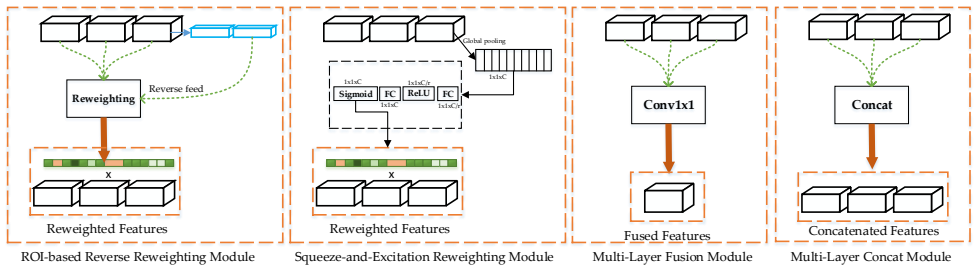 Reweighting
Reverse feed
x
Reweighted Features
ROI-based Reverse Reweighting Module
Global pooling
1x1xC
1x1xC
1x1xC/r
Sigmoid
FC
ReLU
FC
1x1xC
1x1xC/r
x
Reweighted Features
Squeeze-and-Excitation Reweighting Module
Conv1x1
Fused Features
Multi-Layer Fusion Module
Concat
Concatenated Features
Multi-Layer Concat Module